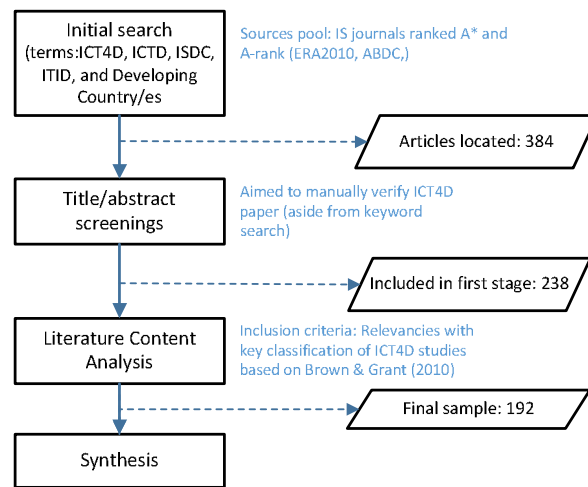 Initial search
(terms:ICT4D, ICTD, ISDC,
ITID, and Developing
Country/es
Sources pool: IS journals ranked A* and
A-rank (ERA2010, ABDC,)
Articles located: 384
Title/abstract
screenings
Aimed to manually verify ICT4D
paper (aside from keyword
search)
Included in first stage: 238
Literature Content
Analysis
Inclusion criteria: Relevancies with
key classification of ICT4D studies
based on Brown & Grant (2010)
Final sample: 192
Synthesis